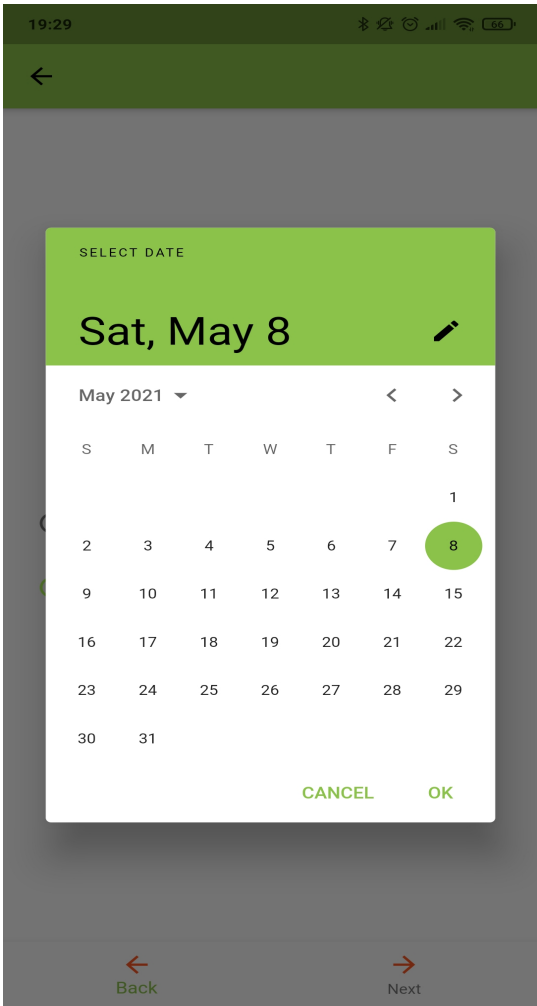 19:29 66
SELECT DATE
Sat, May 8
May 2021
S M T W T F S
1
2 3 4 5 6 7 8
9 10 11 12 13 14 15
16 17 18 19 20 21 22
23 24 25 26 27 28 29
30 31
CANCEL OK
Back Next